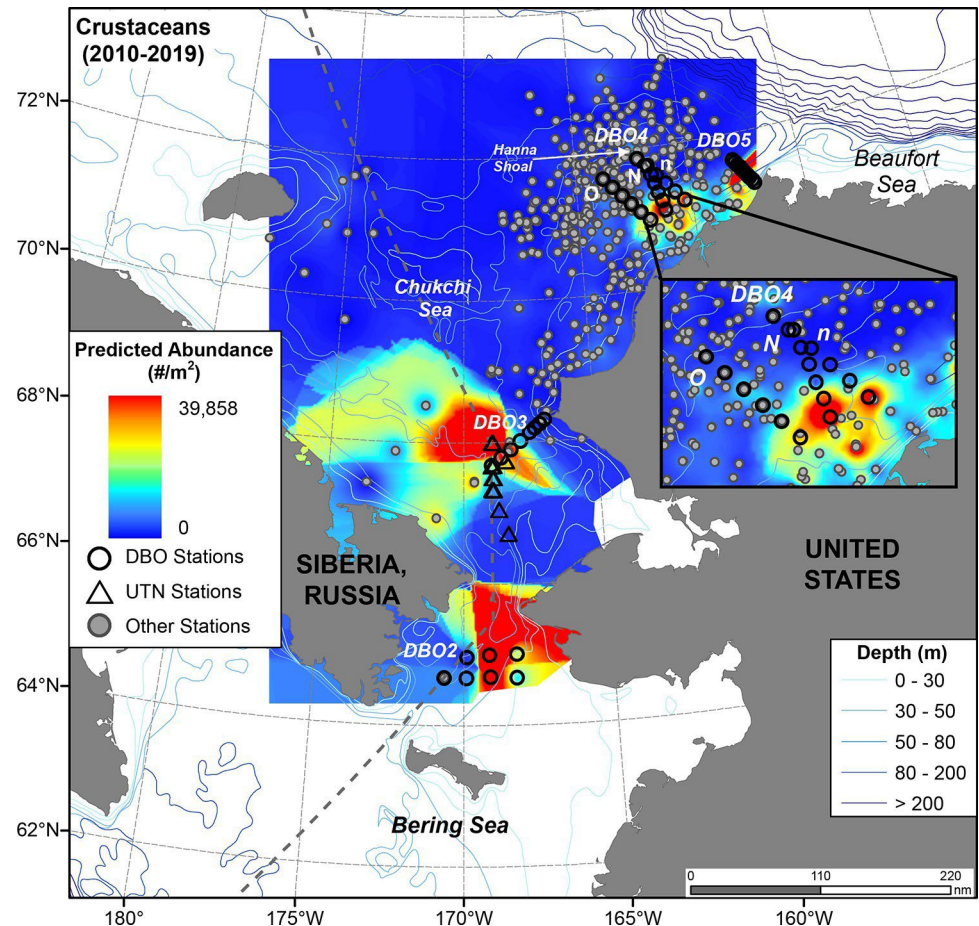 Crustaceans
(2010-2019)
72°N
70°N
68°N
66°N
64°N
62°N
180°W
175°W
170°W
165°W
160°W
DBO4
DBO5
Hanna
Shoal
N
n
O
Beaufort
Sea
Chukchi
Sea
DBO4
n
N
O
Predicted Abundance
(#/m²)
39,858
0
DBO Stations
UTN Stations
Other Stations
DBO3
SIBERIA,
RUSSIA
UNITED
STATES
DBO2
Bering Sea
Depth (m)
0 - 30
30 - 50
50 - 80
80 - 200
> 200
0
110
220
nm